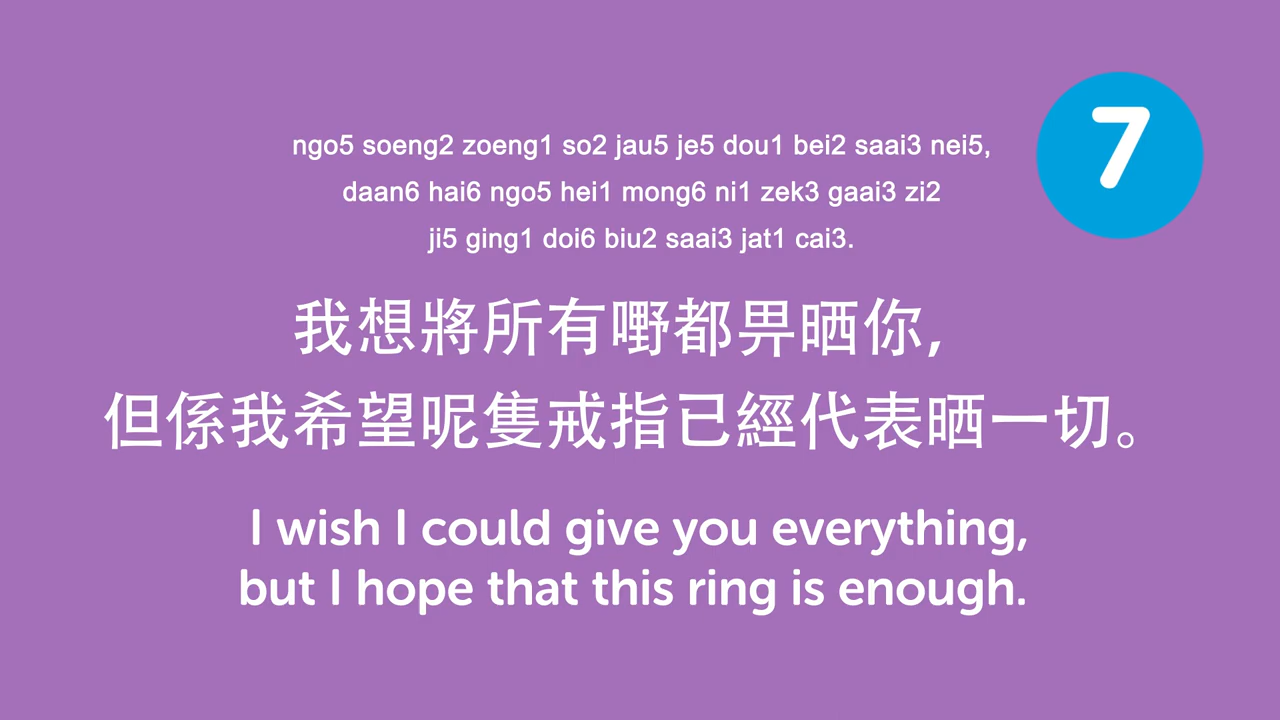 7
ngo5 soeng2 zoeng1 so2 jau5 je5 dou1 bei2 saai3 nei5,
daan6 hai6 ngo5 hei1 mong6 ni1 zek3 gaai3 zi2
ji5 ging1 doi6 biu2 saai3 jat1 cai3.
我想將所有嘢都畀晒你,
但係我希望呢隻戒指已經代表晒一切。
I wish I could give you everything,
but I hope that this ring is enough.